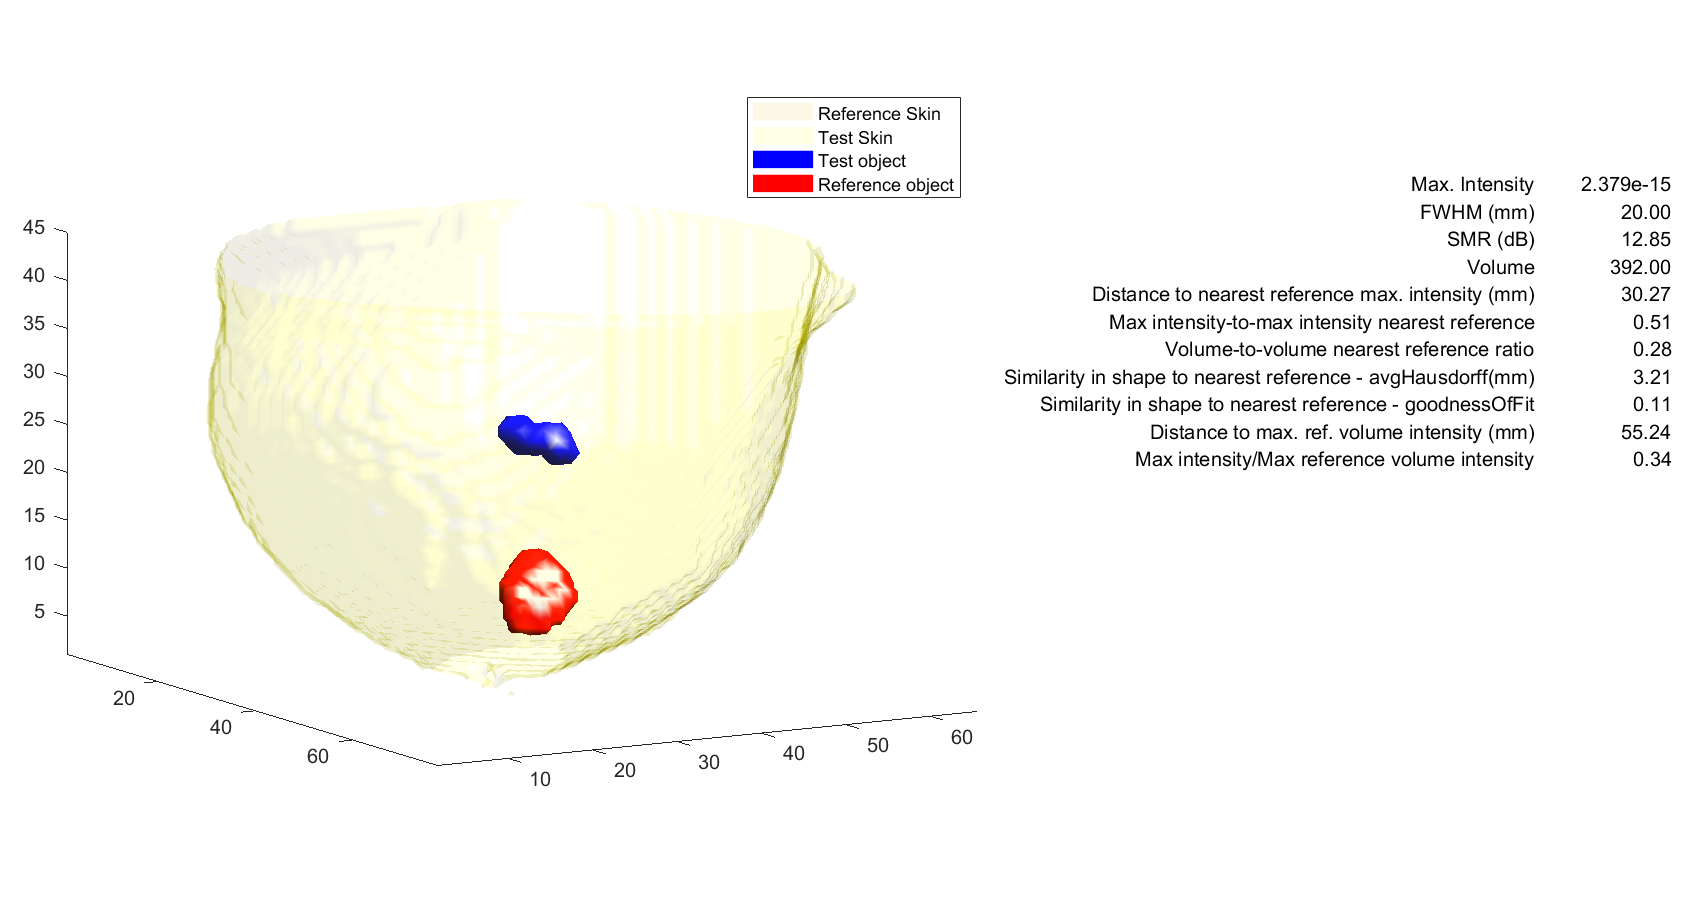 Reference Skin
Test Skin
Test object
Reference object
Max. Intensity 2.379e-15
FWHM (mm) 20.00
SMR (dB) 12.85
Volume 392.00
Distance to nearest reference max. intensity (mm) 30.27
Max intensity-to-max intensity nearest reference 0.51
Volume-to-volume nearest reference ratio 0.28
Similarity in shape to nearest reference - avgHausdorff(mm) 3.21
Similarity in shape to nearest reference - goodnessOfFit 0.11
Distance to max. ref. volume intensity (mm) 55.24
Max intensity/Max reference volume intensity 0.34
45
40
35
30
25
20
15
10
5
20
40
60
10
20
30
40
50
60